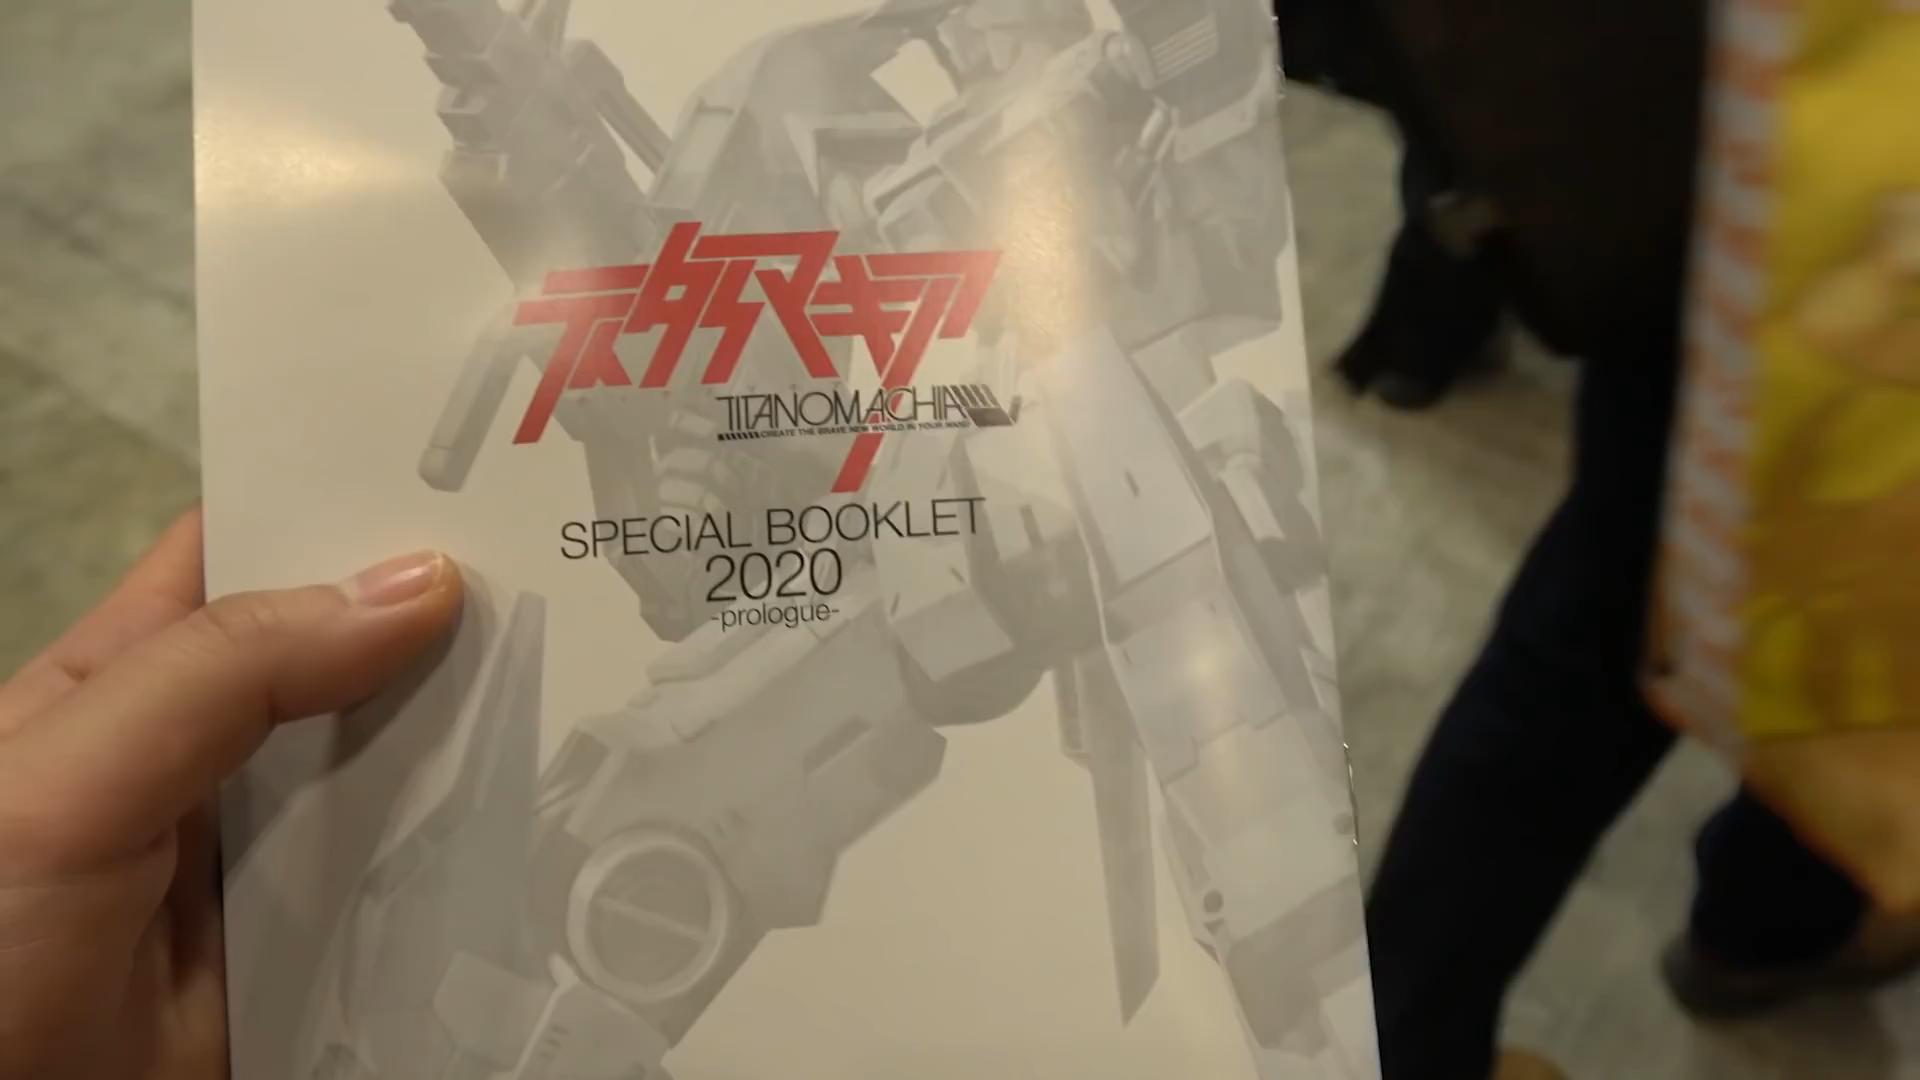 ティタノマキア
TITANOMACHIA
CREATE THE BRAVE NEW WORLD IN YOUR HAND
SPECIAL BOOKLET
2020
-prologue-